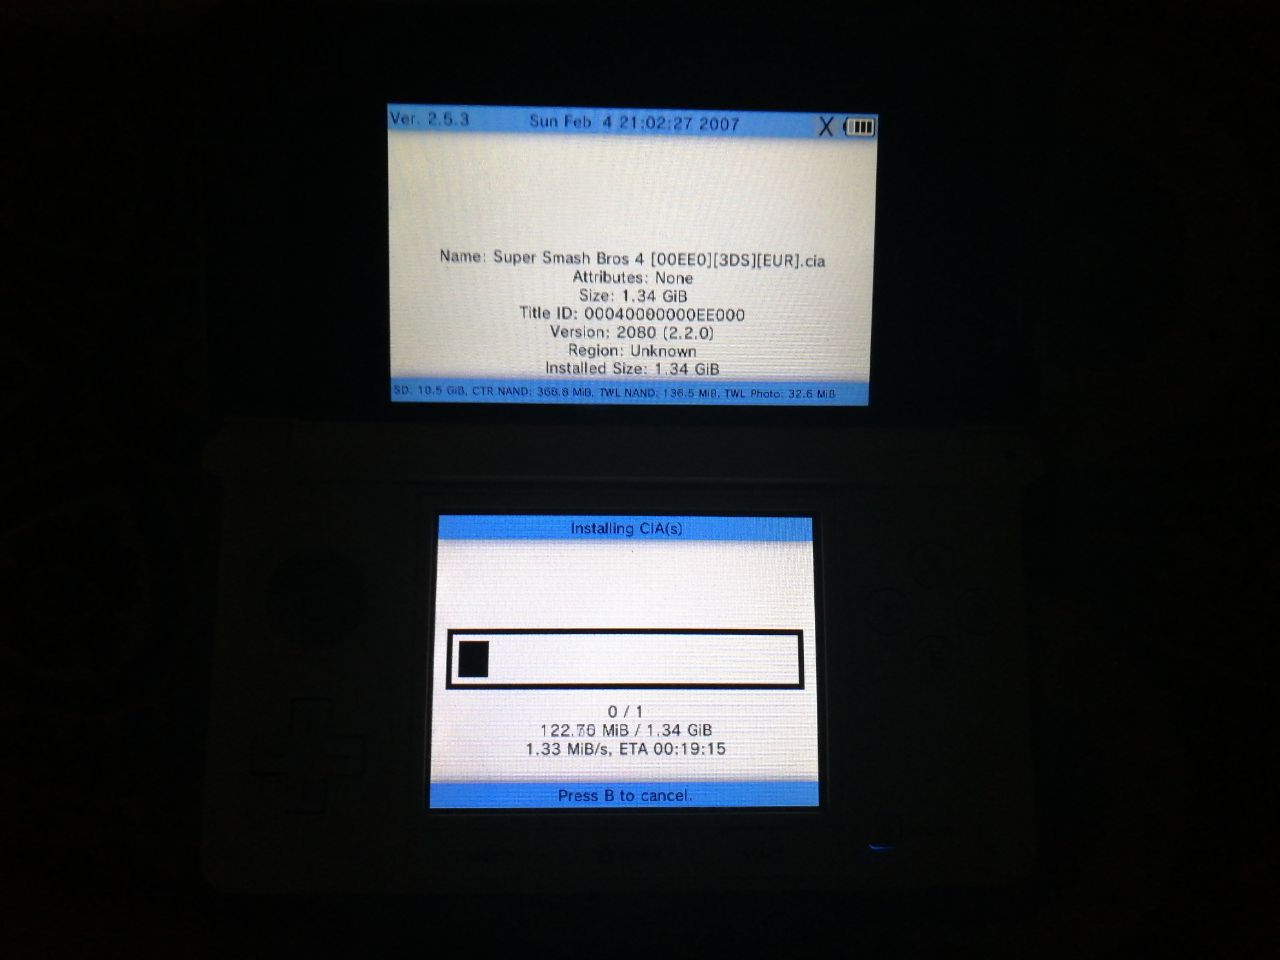 Ver. 2.5.3 Sun Feb 4 21:02:27 2007
Name: Super Smash Bros 4 [00EE0][3DS][EUR].cia
Attributes: None
Size: 1.34 GiB
Title ID: 00040000000EE000
Version: 2080 (2.2.0)
Region: Unknown
Installed Size: 1.34 GiB
SD: 10.5 GiB, CTR NAND: 368.8 MiB, TWL NAND: 136.5 MiB, TWL Photo: 32.6 MiB
Installing CIA(s)
0 / 1
MiB / 1.34 GiB
1.33 MiB/s, ETA 00:19:15
Press B to cancel.